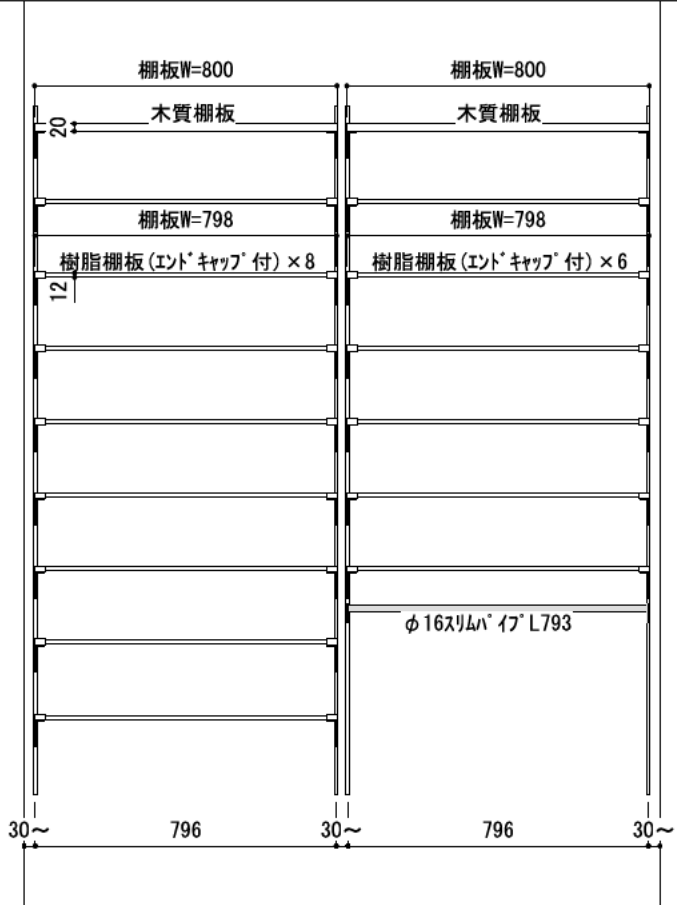 棚板W=800 棚板W=800
木質棚板 木質棚板
20
棚板W=798 棚板W=798
樹脂棚板(エンドキャップ付)×8 樹脂棚板(エンドキャップ付)×6
12
φ16スリムパイプL793
30～ 796 30～ 796 30～